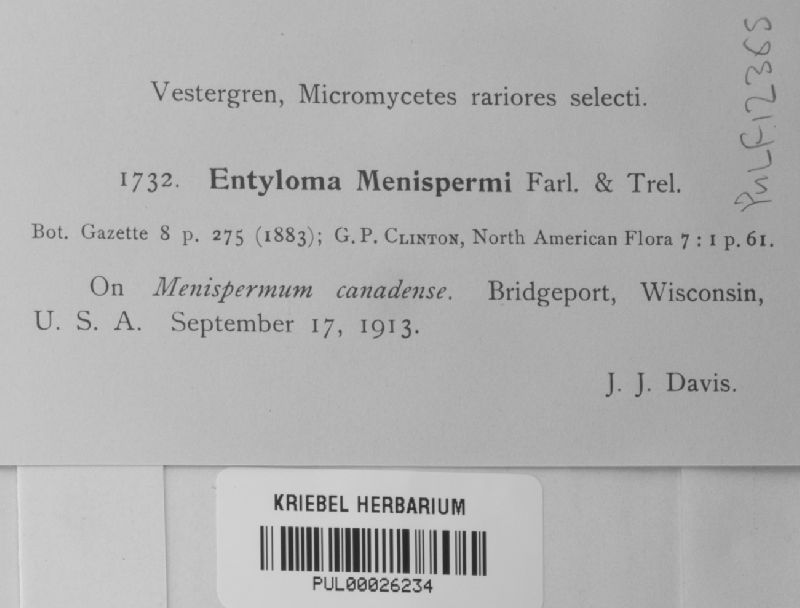 Vestergren, Micromycetes rariores selecti.
1732. Entyloma Menispermi Farl. & Trel.
Bot. Gazette 8 p. 275 (1883); G. P. CLINTON, North American Flora 7 : 1 p. 61.
On Menispermum canadense. Bridgeport, Wisconsin,
U. S. A. September 17, 1913.
J. J. Davis.
PULF12365
KRIEBEL HERBARIUM
PUL00026234